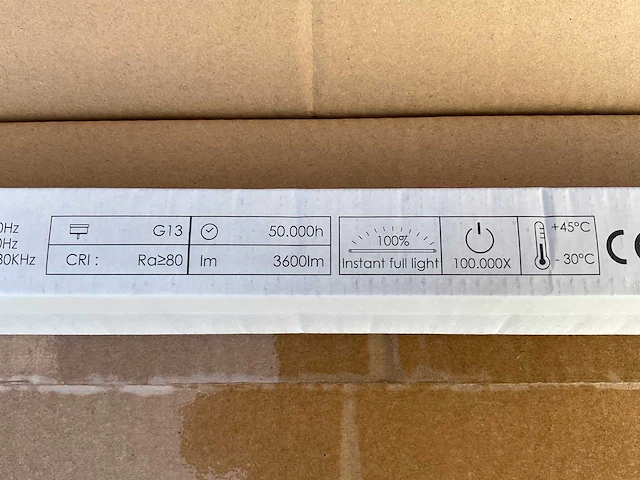 0Hz
0Hz
80KHz
G13
50.000h
CRI : Ra≥80
lm 3600lm
100%
Instant full light
100.000X
+45°C
- 30°C
CE